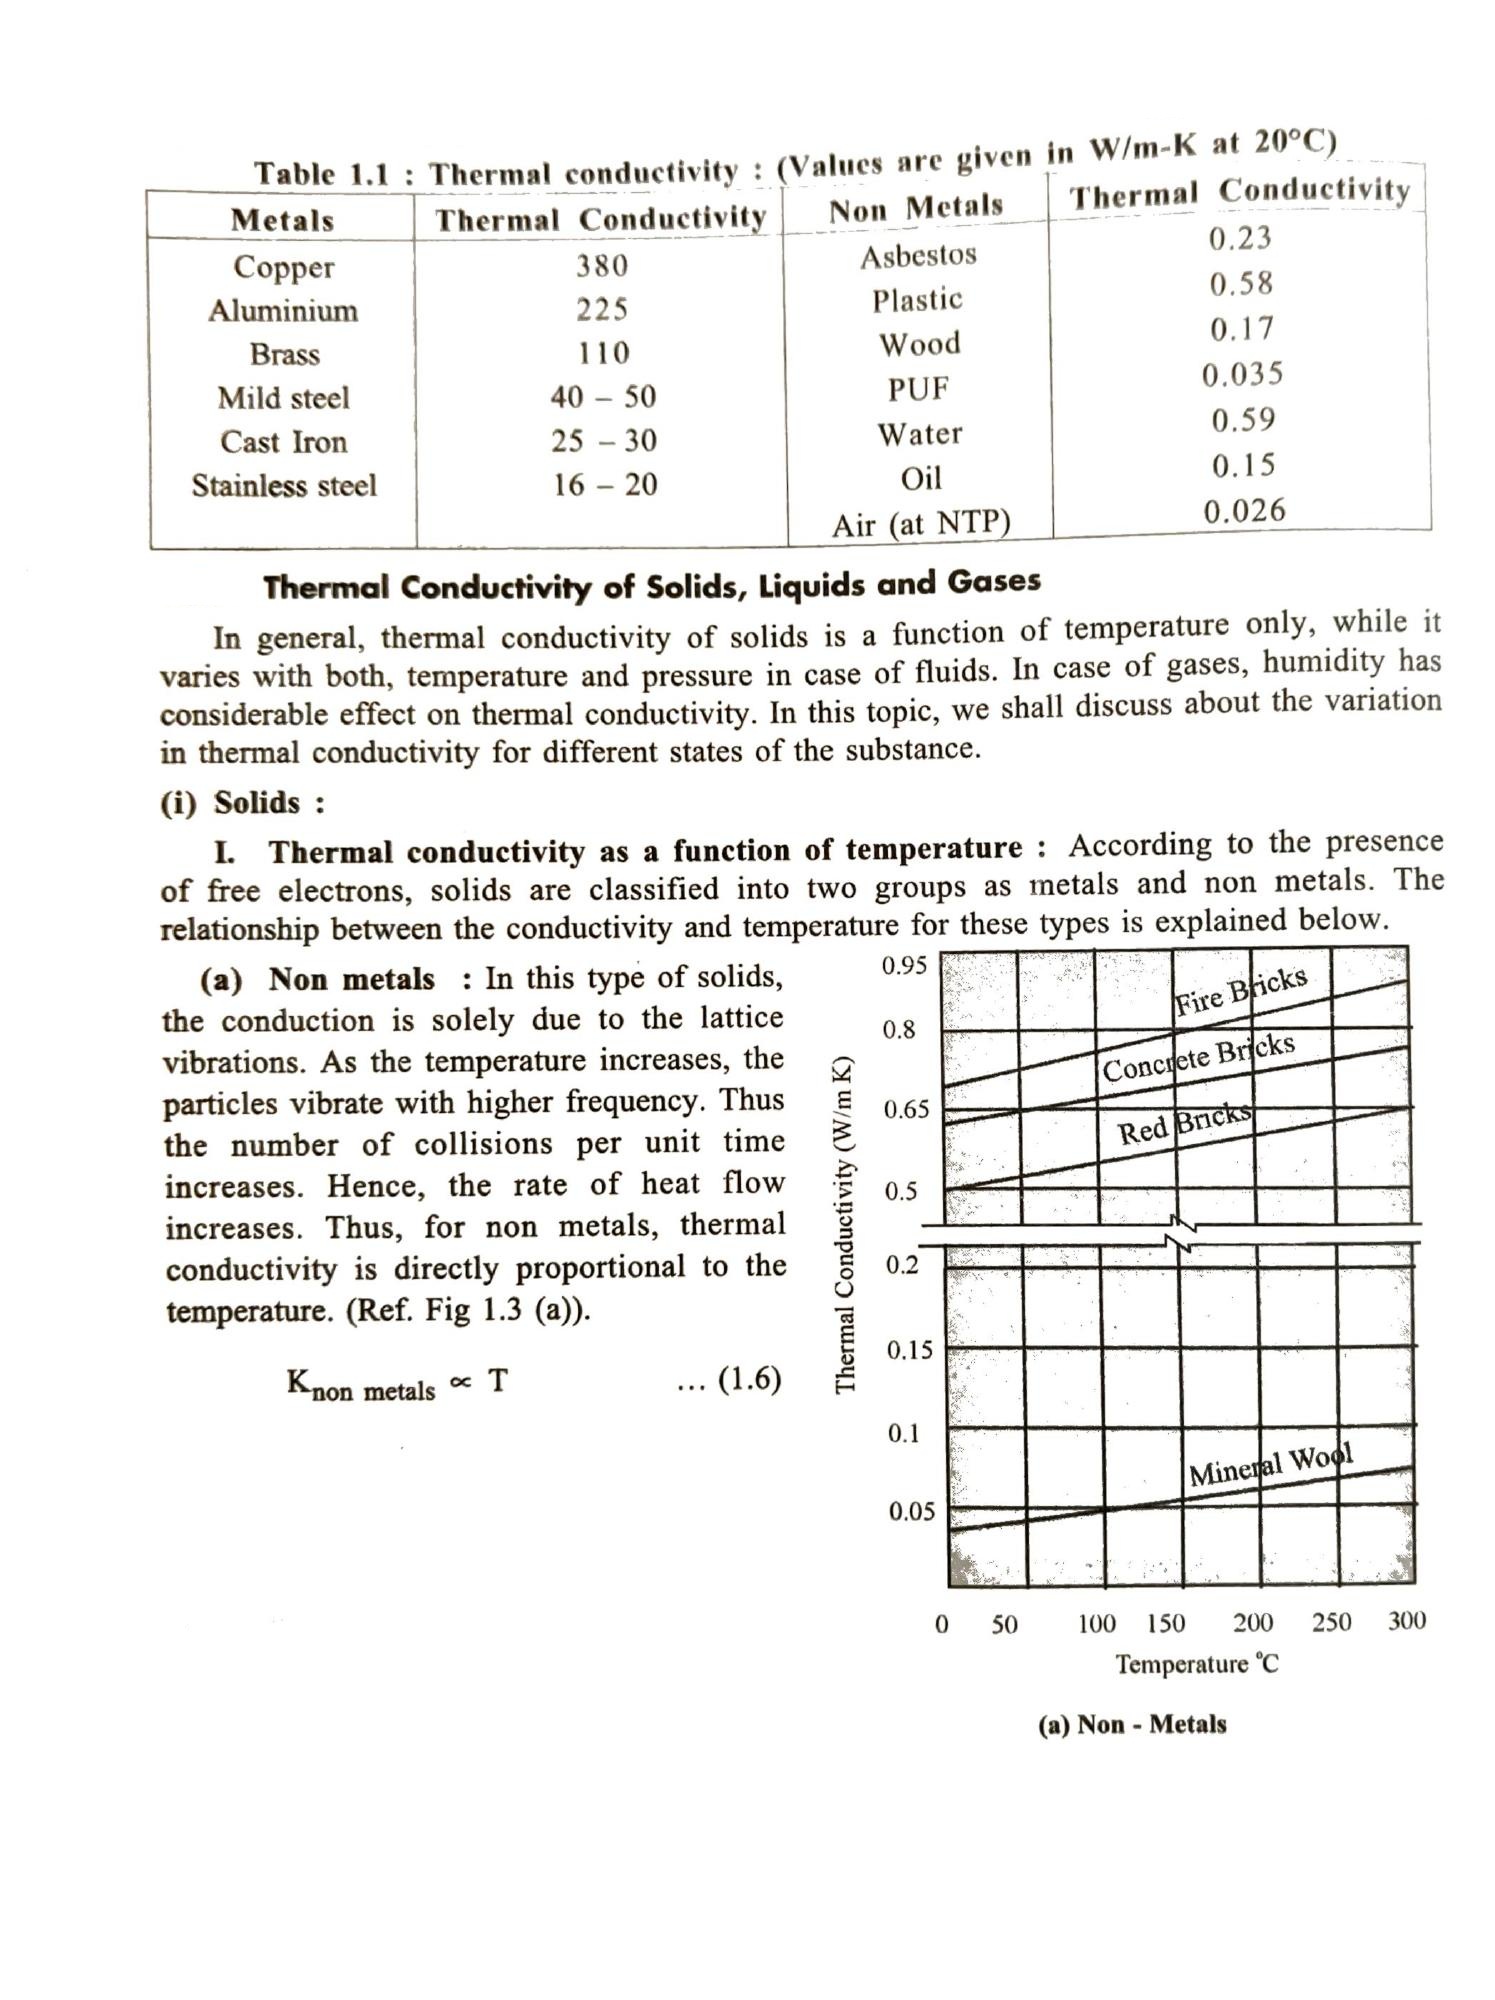 Table 1.1 : Thermal conductivity : (Values are given in W/m-K at 20°C)
Metals Thermal Conductivity Non Metals Thermal Conductivity
Copper 380 Asbestos 0.23
Aluminium 225 Plastic 0.58
Brass 110 Wood 0.17
Mild steel 40 – 50 PUF 0.035
Cast Iron 25 – 30 Water 0.59
Stainless steel 16 – 20 Oil 0.15
Air (at NTP) 0.026
Thermal Conductivity of Solids, Liquids and Gases
In general, thermal conductivity of solids is a function of temperature only, while it
varies with both, temperature and pressure in case of fluids. In case of gases, humidity has
considerable effect on thermal conductivity. In this topic, we shall discuss about the variation
in thermal conductivity for different states of the substance.
(i) Solids :
I. Thermal conductivity as a function of temperature : According to the presence
of free electrons, solids are classified into two groups as metals and non metals. The
relationship between the conductivity and temperature for these types is explained below.
(a) Non metals : In this type of solids,
the conduction is solely due to the lattice
vibrations. As the temperature increases, the
particles vibrate with higher frequency. Thus
the number of collisions per unit time
increases. Hence, the rate of heat flow
increases. Thus, for non metals, thermal
conductivity is directly proportional to the
temperature. (Ref. Fig 1.3 (a)).
K non metals ∝ T ... (1.6)
Thermal Conductivity (W/m K)
0.95
0.8
0.65
0.5
0.2
0.15
0.1
0.05
Fire Bricks
Concrete Bricks
Red Bricks
Mineral Wool
0 50 100 150 200 250 300
Temperature °C
(a) Non - Metals